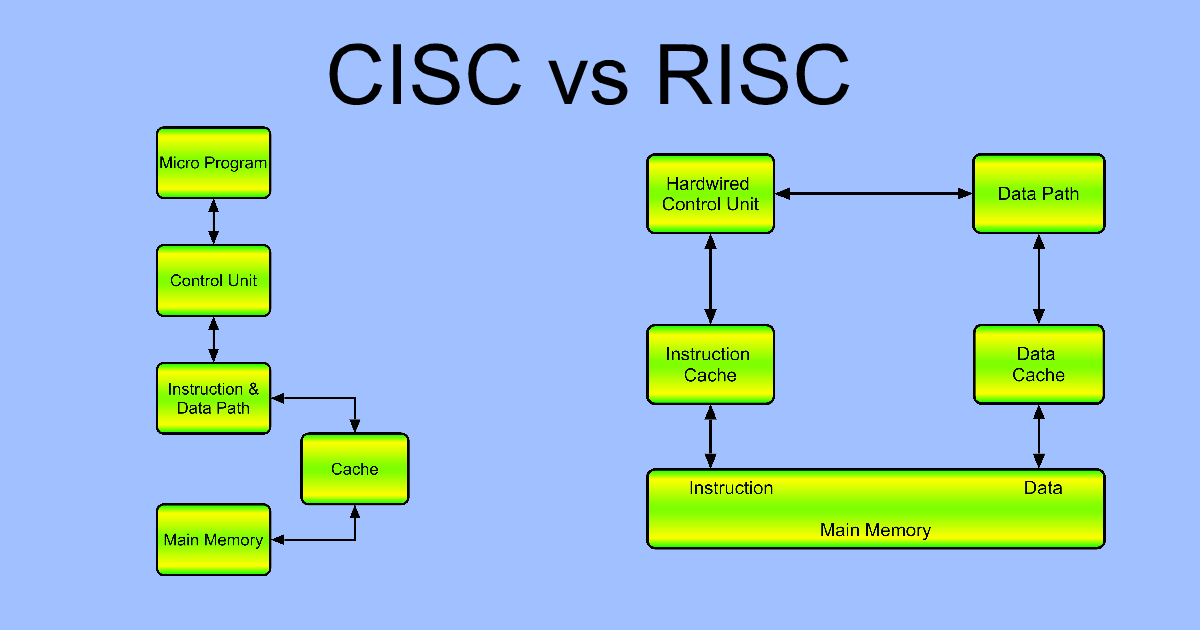 CISC vs RISC
Micro Program
Control Unit
Instruction &
Data Path
Cache
Main Memory
Hardwired
Control Unit
Data Path
Instruction
Cache
Data
Cache
Instruction
Data
Main Memory